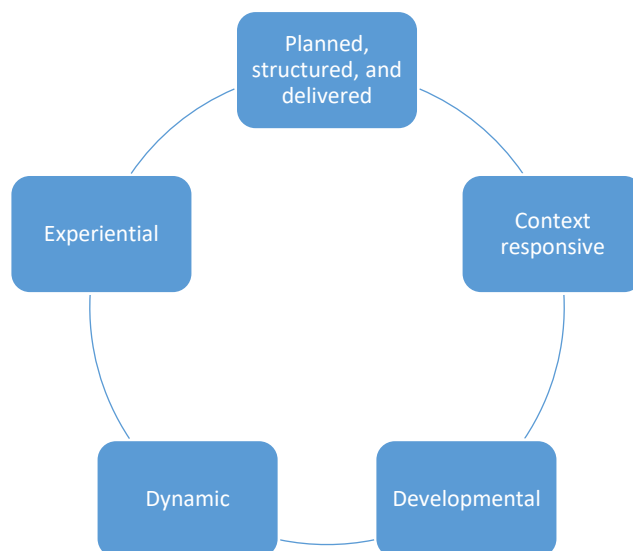 Planned,
structured, and
delivered
Context
responsive
Developmental
Dynamic
Experiential